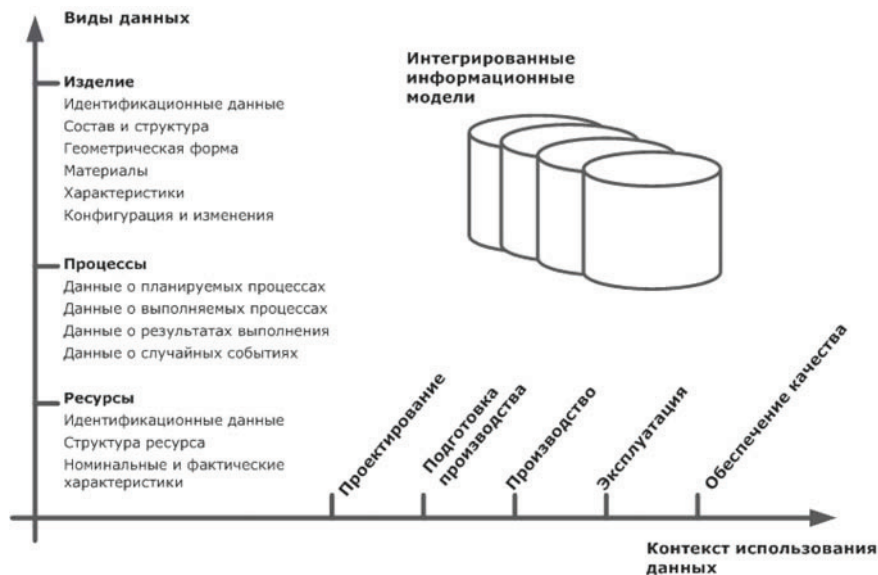 Виды данных
Изделие
Идентификационные данные
Состав и структура
Геометрическая форма
Материалы
Характеристики
Конфигурация и изменения
Процессы
Данные о планируемых процессах
Данные о выполняемых процессах
Данные о результатах выполнения
Данные о случайных событиях
Ресурсы
Идентификационные данные
Структура ресурса
Номинальные и фактические
характеристики
Интегрированные
информационные
модели
Проектирование
Подготовка
производства
Производство
Эксплуатация
Обеспечение качества
Контекст использования
данных